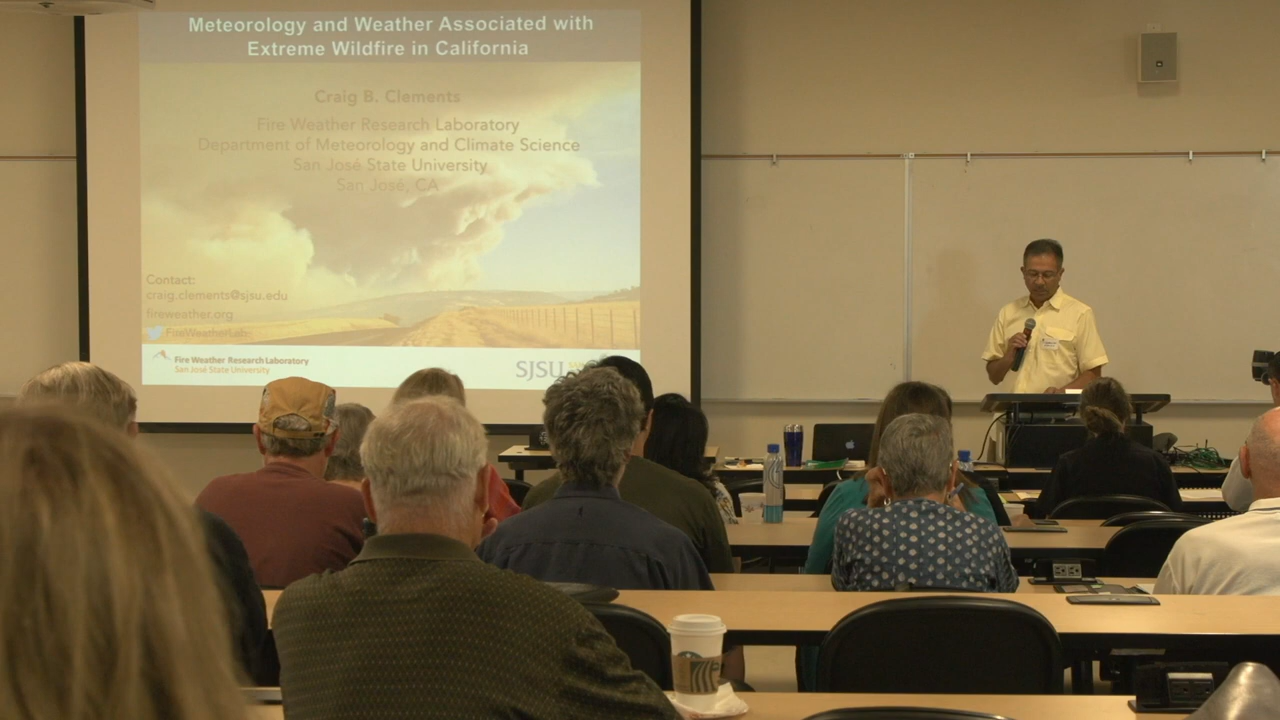 Meteorology and Weather Associated with
Extreme Wildfire in California
Craig B. Clements
Fire Weather Research Laboratory
Department of Meteorology and Climate Science
San José State University
San José, CA
Contact:
craig.clements@sjsu.edu
fireweather.org
FireWeatherLab
Fire Weather Research Laboratory
San José State University
SJSU